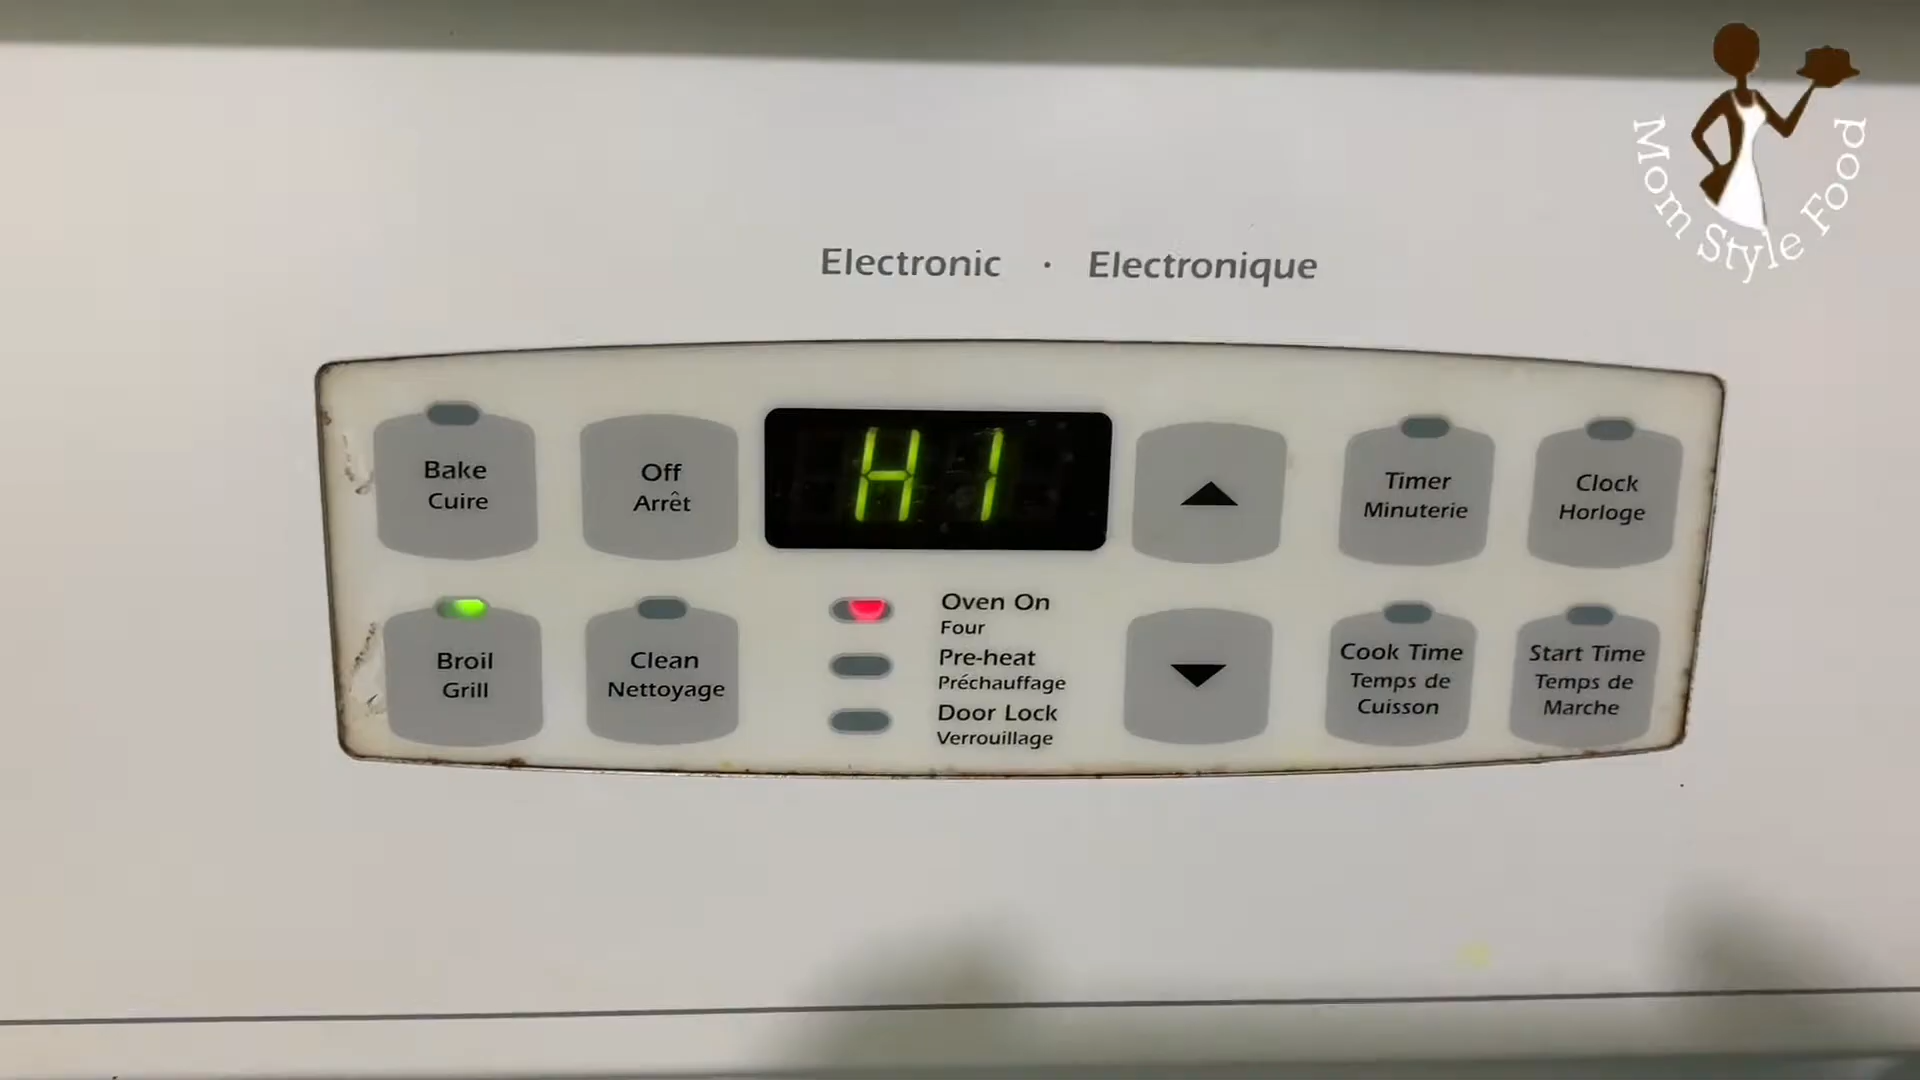 Mom Style Food
Electronic · Electronique
Bake
Cuire
Off
Arrêt
HI
Timer
Minuterie
Clock
Horloge
Broil
Grill
Clean
Nettoyage
Oven On
Four
Pre-heat
Préchauffage
Door Lock
Verrouillage
Cook Time
Temps de
Cuisson
Start Time
Temps de
Marche